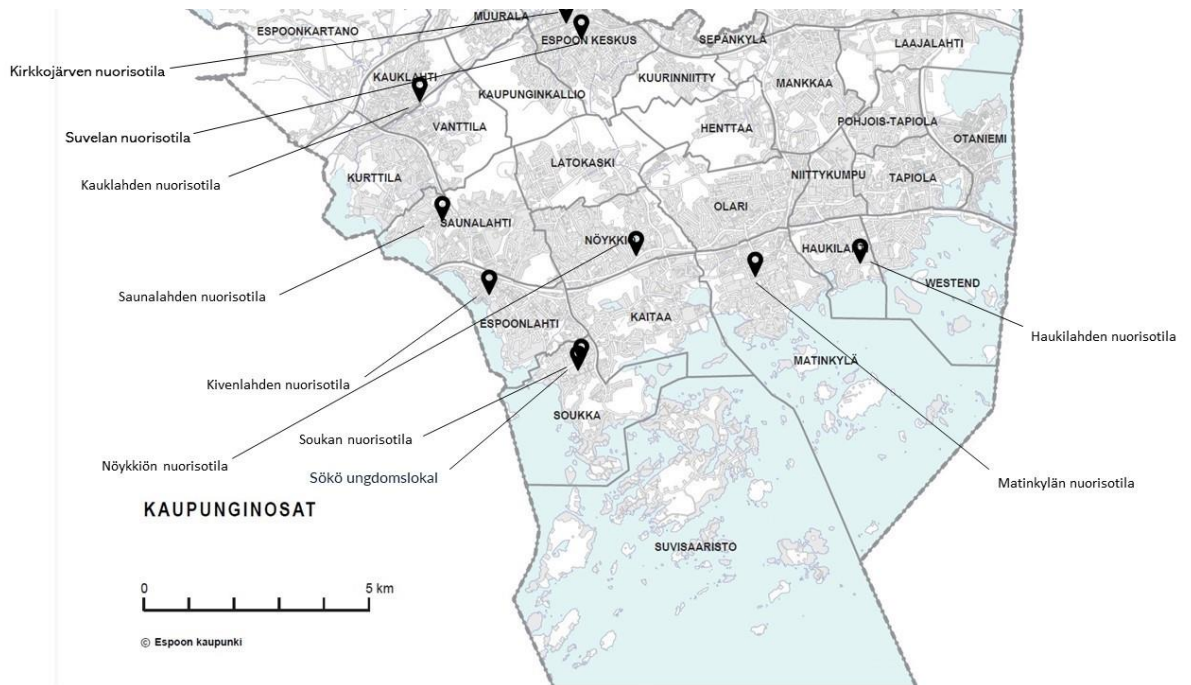 MUURALA
ESPOONKARTANO
ESPOON KESKUS
SEPÄNKYLÄ
LAAJALAHTI
Kirkkojärven nuorisotila
KAUKLAHTI
KUURINNIITTY
MANKKAA
KAUPUNGINKALLIO
Suvelan nuorisotila
VANTTILA
HENTTAA
POHJOIS-TAPIOLA
OTANIEMI
LATOKASKI
Kauklahden nuorisotila
KURTTILA
NIITTYKUMPU
TAPIOLA
OLARI
SAUNALAHTI
NÖYKKIÖ
HAUKILAHTI
WESTEND
Saunalahden nuorisotila
ESPOONLAHTI
KAITAA
Haukilahden nuorisotila
MATINKYLÄ
Kivenlahden nuorisotila
SOUKKA
Soukan nuorisotila
Nöykkiön nuorisotila
Sökö ungdomslokal
Matinkylän nuorisotila
KAUPUNGINOSAT
SUVISAARISTO
0 5 km
© Espoon kaupunki